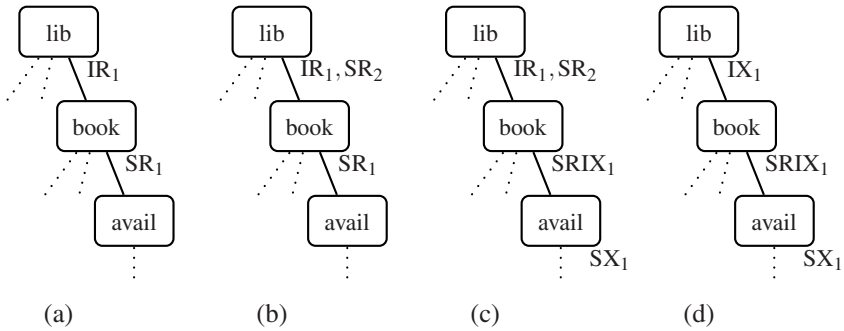 lib lib lib lib
IR₁ IR₁, SR₂ IR₁, SR₂ IX₁
book book book book
SR₁ SR₁ SRIX₁ SRIX₁
avail avail avail avail
SX₁ SX₁
(a) (b) (c) (d)